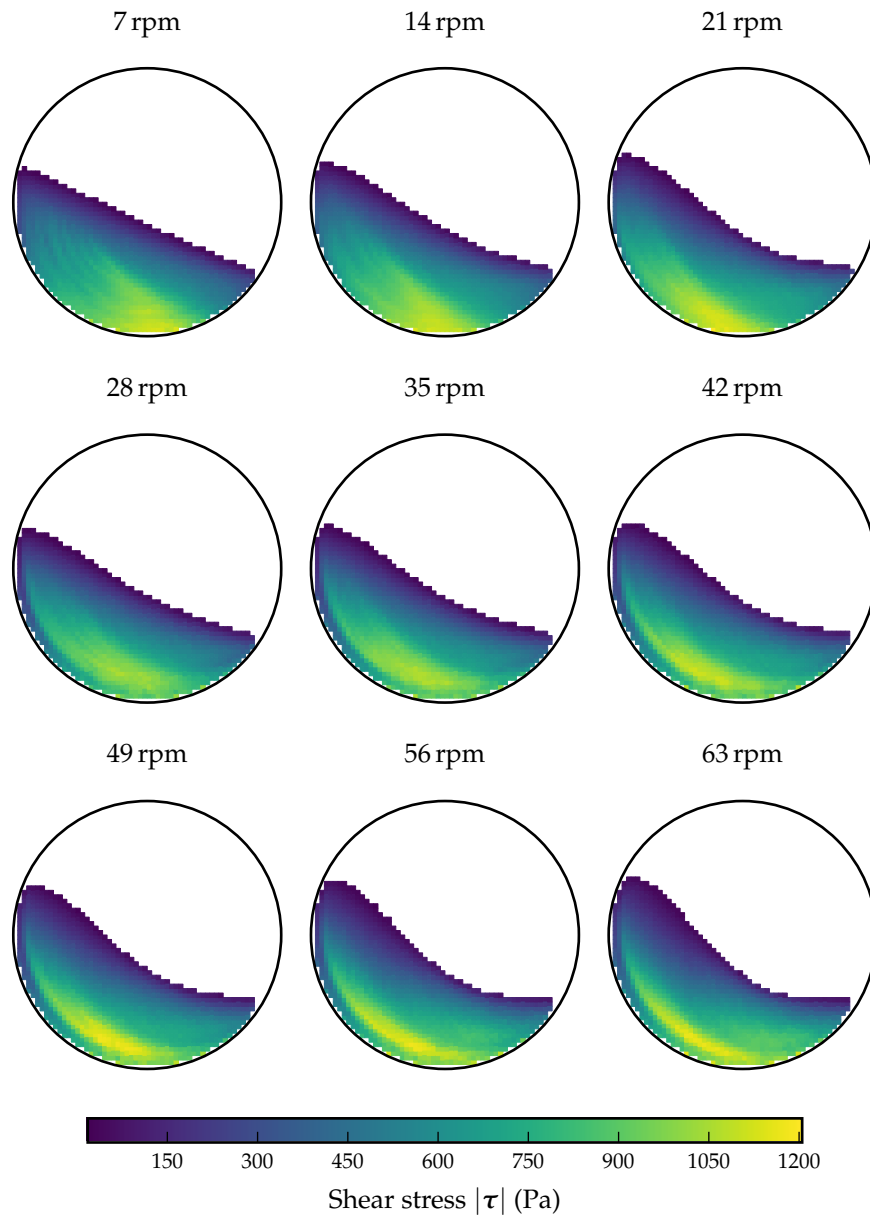 7 rpm 14 rpm 21 rpm
28 rpm 35 rpm 42 rpm
49 rpm 56 rpm 63 rpm
150 300 450 600 750 900 1050 1200
Shear stress |τ| (Pa)